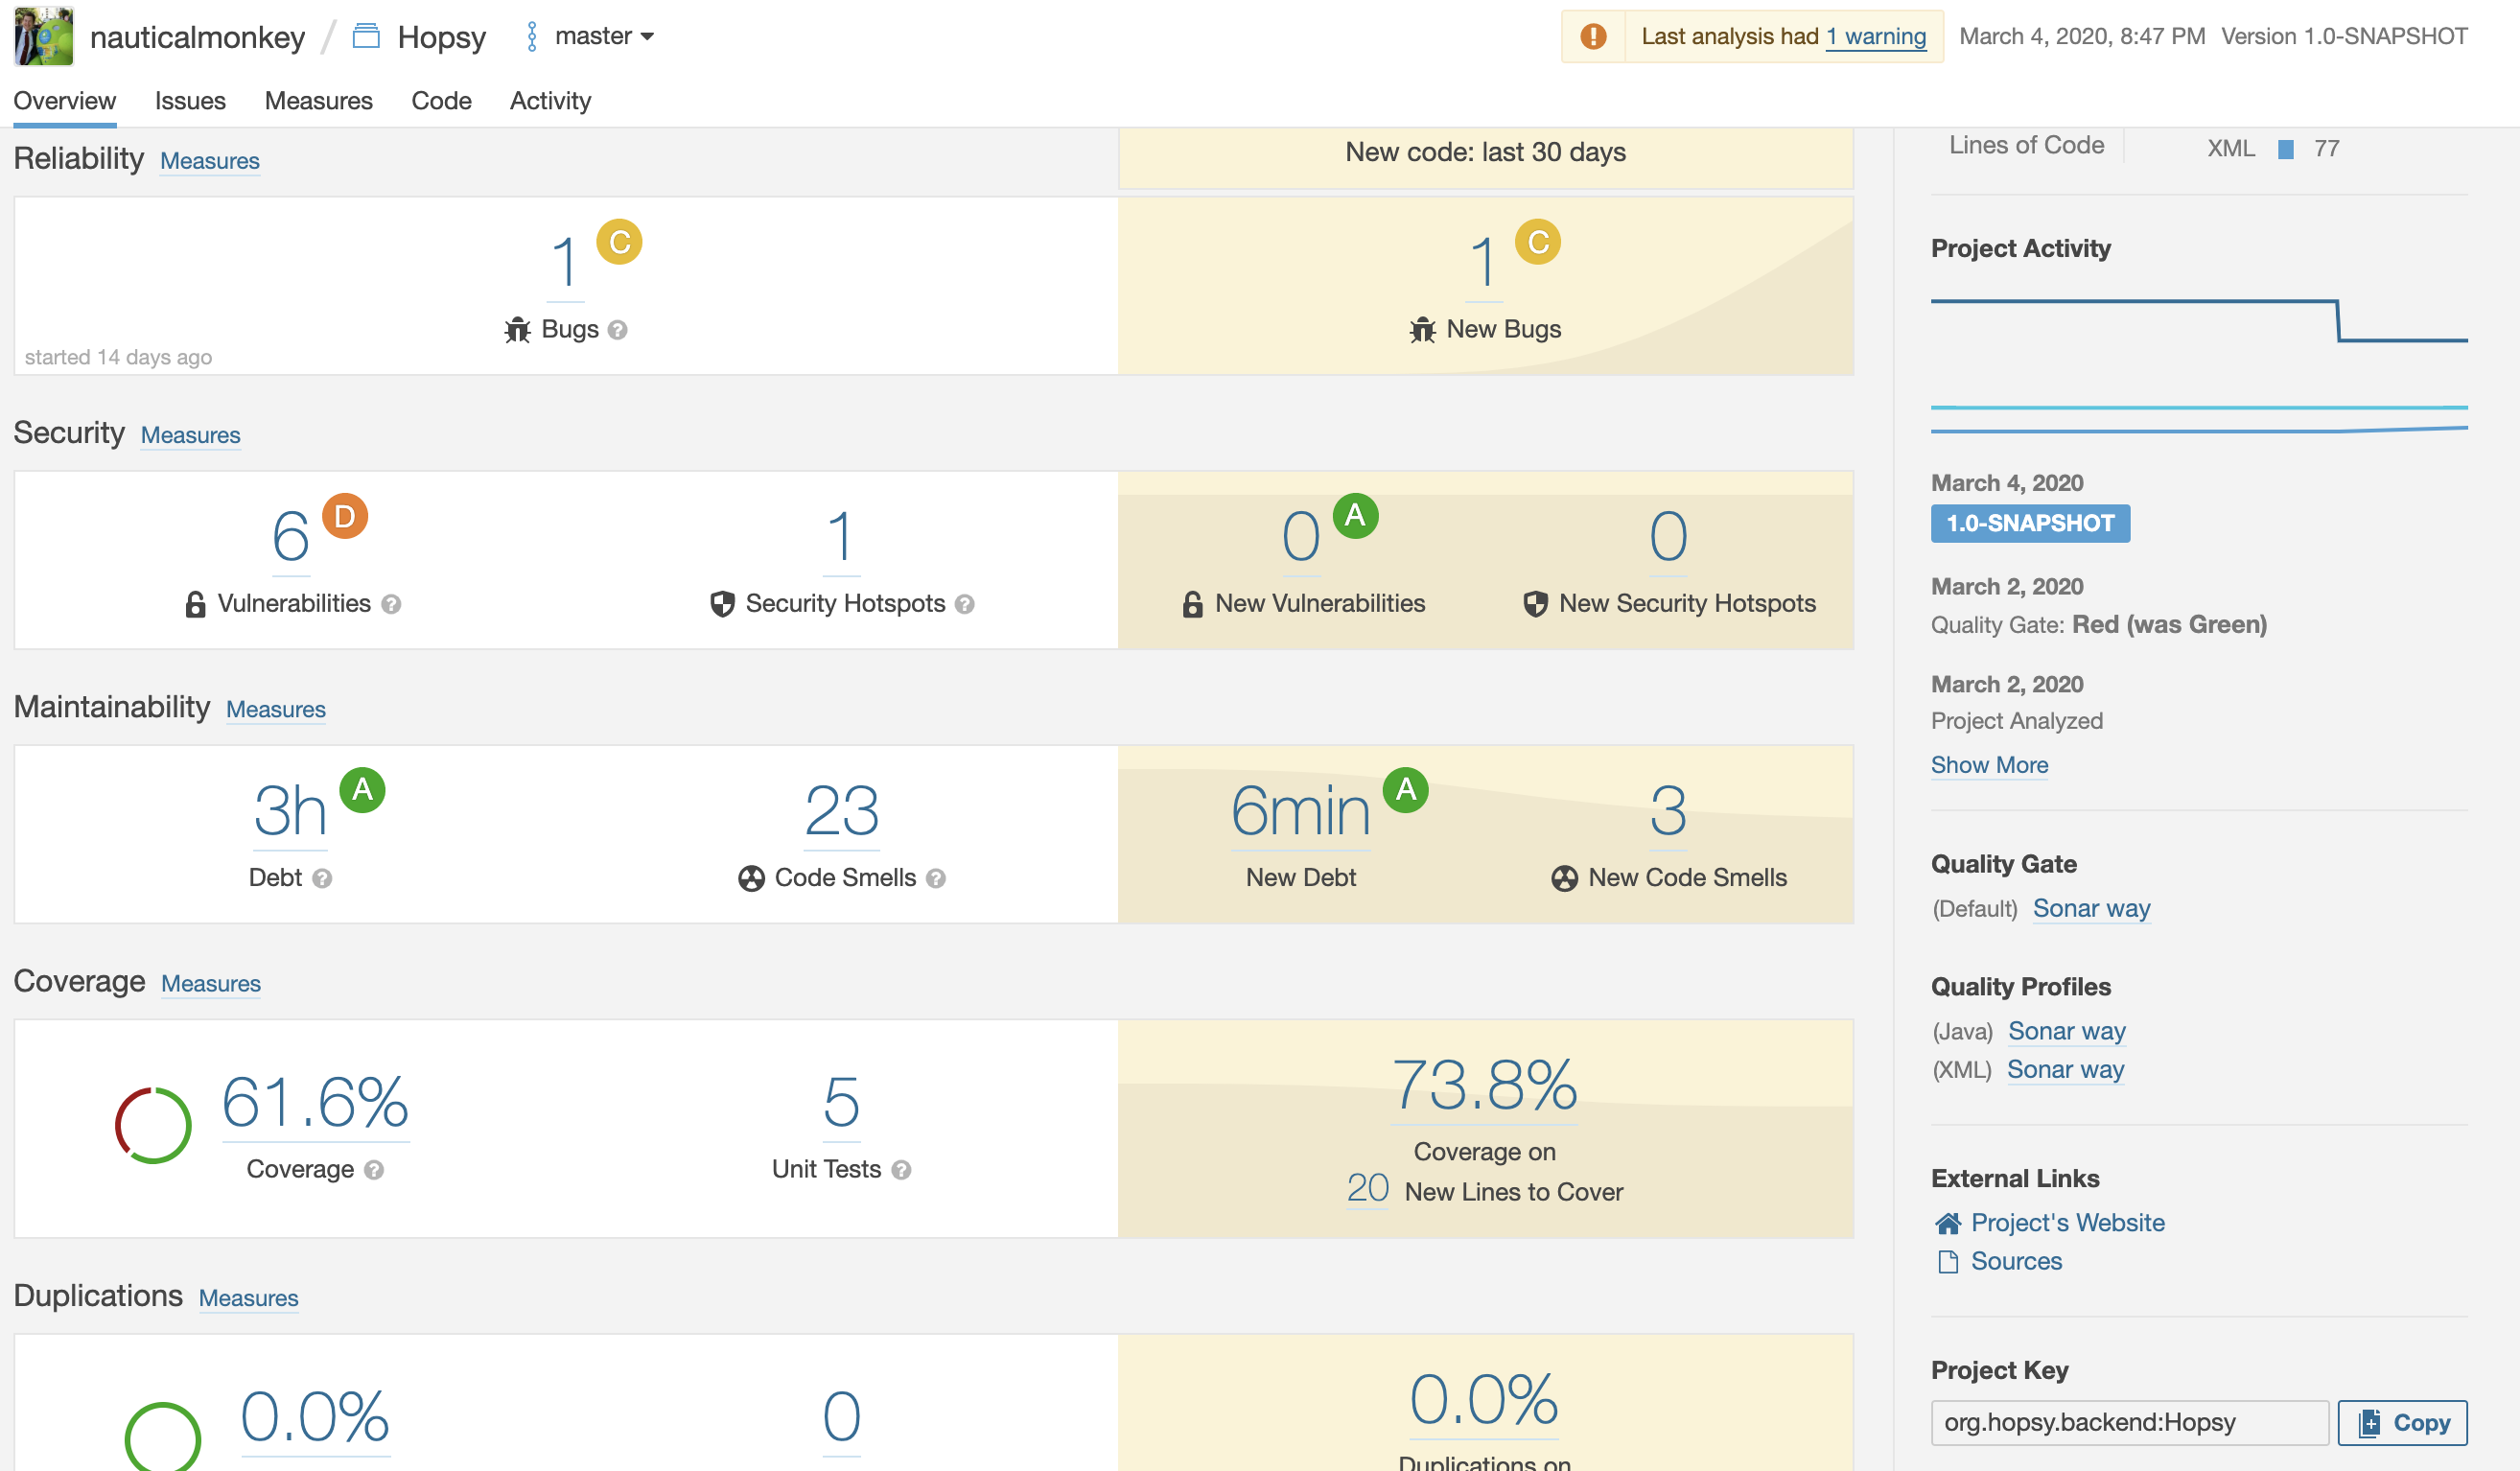 nauticalmonkey / Hopsy master
Last analysis had 1 warning March 4, 2020, 8:47 PM Version 1.0-SNAPSHOT
Overview Issues Measures Code Activity
Reliability Measures
New code: last 30 days
1 C
Bugs ?
started 14 days ago
1 C
New Bugs
Security Measures
6 D
Vulnerabilities ?
1
Security Hotspots ?
0 A
New Vulnerabilities
0
New Security Hotspots
Maintainability Measures
3h A
Debt ?
23
Code Smells ?
6min A
New Debt
3
New Code Smells
Coverage Measures
61.6%
Coverage ?
5
Unit Tests ?
73.8%
Coverage on
20 New Lines to Cover
Duplications Measures
0.0%
0
0.0%
Duplications on
Lines of Code XML 77
Project Activity
March 4, 2020
1.0-SNAPSHOT
March 2, 2020
Quality Gate: Red (was Green)
March 2, 2020
Project Analyzed
Show More
Quality Gate
(Default) Sonar way
Quality Profiles
(Java) Sonar way
(XML) Sonar way
External Links
Project's Website
Sources
Project Key
org.hopsy.backend:Hopsy Copy